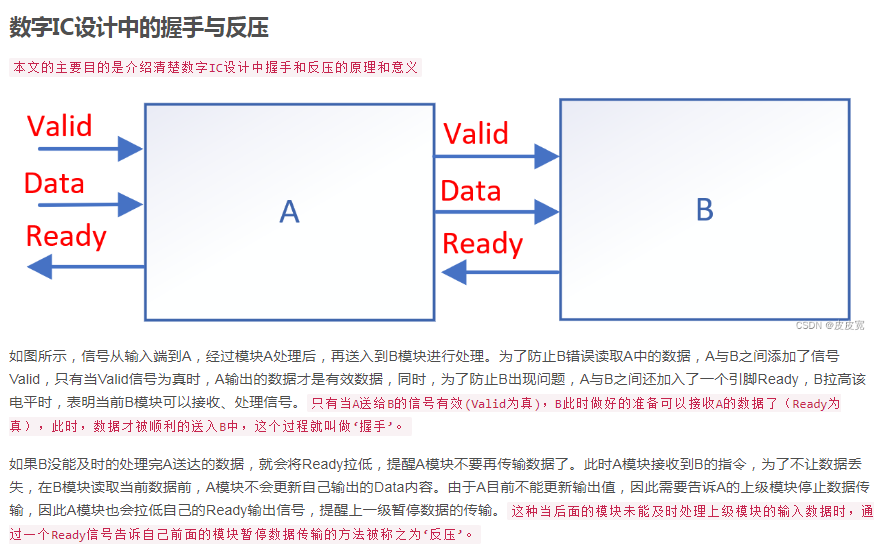 数字IC设计中的握手与反压
本文的主要目的是介绍清楚数字IC设计中握手和反压的原理和意义
Valid
Data
Ready
A
Valid
Data
Ready
B
CSDN @皮皮宽
如图所示，信号从输入端到A，经过模块A处理后，再送入到B模块进行处理。为了防止B错误读取A中的数据，A与B之间添加了信号
Valid，只有当Valid信号为真时，A输出的数据才是有效数据，同时，为了防止B出现问题，A与B之间还加入了一个引脚Ready，B拉高该
电平时，表明当前B模块可以接收、处理信号。只有当A送给B的信号有效(Valid为真)，B此时做好的准备可以接收A的数据了（Ready为
真），此时，数据才被顺利的送入B中，这个过程就叫做‘握手’。
如果B没能及时的处理完A送达的数据，就会将Ready拉低，提醒A模块不要再传输数据了。此时A模块接收到B的指令，为了不让数据丢
失，在B模块读取当前数据前，A模块不会更新自己输出的Data内容。由于A目前不能更新输出值，因此需要告诉A的上级模块停止数据传
输，因此A模块也会拉低自己的Ready输出信号，提醒上一级暂停数据的传输。这种当后面的模块未能及时处理上级模块的输入数据时，通
过一个Ready信号告诉自己前面的模块暂停数据传输的方法被称之为‘反压’。